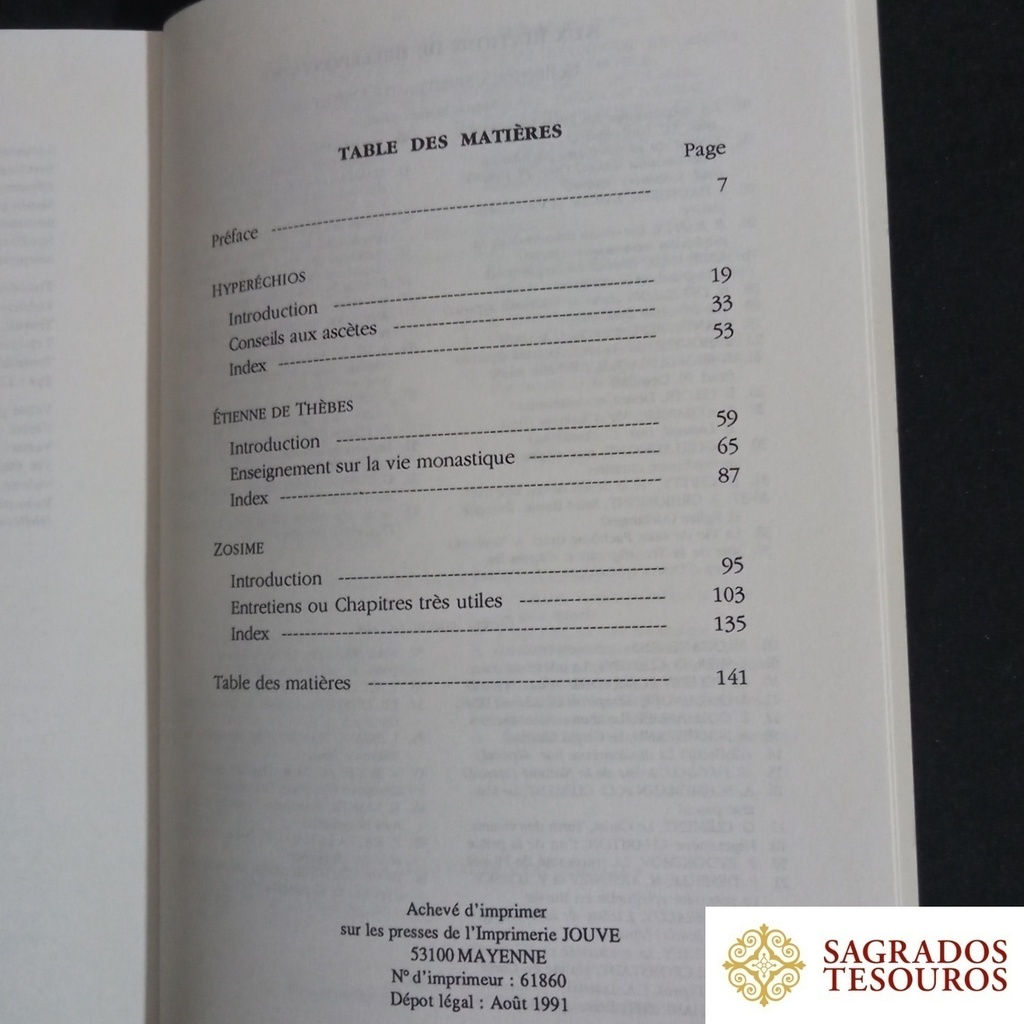 TABLE DES MATIÈRES
Page
Préface ---------- 7
HYPERÉCHIOS
Introduction ---------- 19
Conseils aux ascètes ---------- 33
Index ---------- 53
ÉTIENNE DE THÈBES
Introduction ---------- 59
Enseignement sur la vie monastique ---------- 65
Index ---------- 87
ZOSIME
Introduction ---------- 95
Entretiens ou Chapitres très utiles ---------- 103
Index ---------- 135
Table des matières ---------- 141
Achevé d'imprimer
sur les presses de l'Imprimerie JOUVE
53100 MAYENNE
N° d'imprimeur : 61860
Dépot légal : Août 1991
SAGRADOS
TESOUROS